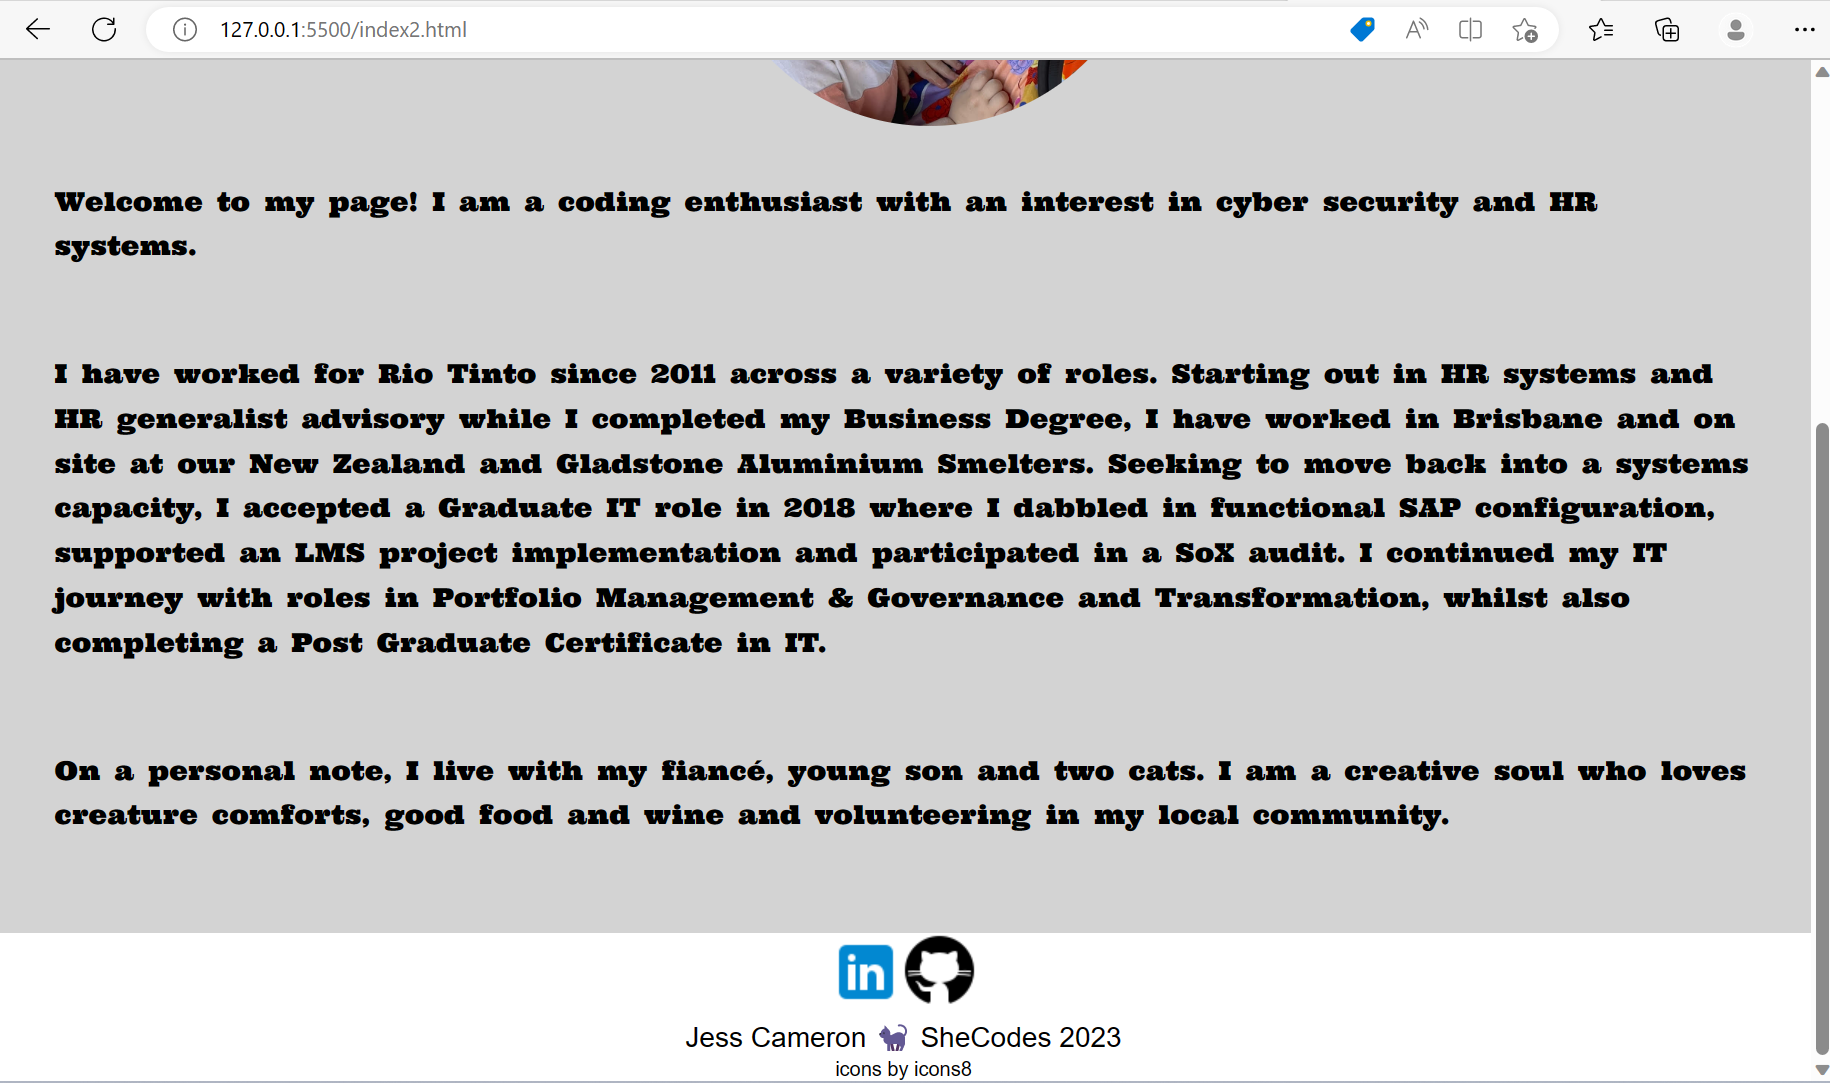 127.0.0.1:5500/index2.html
Welcome to my page! I am a coding enthusiast with an interest in cyber security and HR
systems.
I have worked for Rio Tinto since 2011 across a variety of roles. Starting out in HR systems and
HR generalist advisory while I completed my Business Degree, I have worked in Brisbane and on
site at our New Zealand and Gladstone Aluminium Smelters. Seeking to move back into a systems
capacity, I accepted a Graduate IT role in 2018 where I dabbled in functional SAP configuration,
supported an LMS project implementation and participated in a SoX audit. I continued my IT
journey with roles in Portfolio Management & Governance and Transformation, whilst also
completing a Post Graduate Certificate in IT.
On a personal note, I live with my fiancé, young son and two cats. I am a creative soul who loves
creature comforts, good food and wine and volunteering in my local community.
in
Jess Cameron 🐈‍⬛ SheCodes 2023
icons by icons8